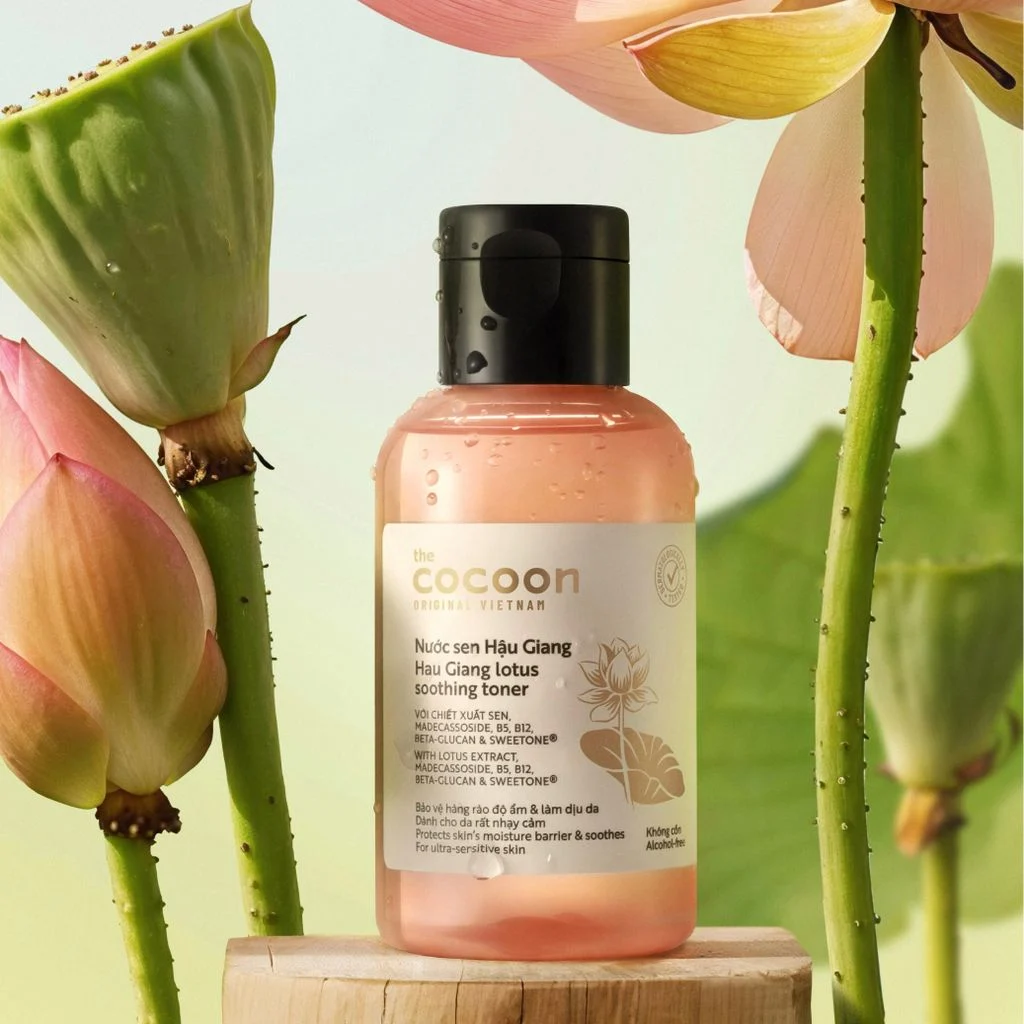 the
cocoon
ORIGINAL VIETNAM
DERMATOLOGICALLY TESTED
Nước sen Hậu Giang
Hau Giang lotus
soothing toner
VỚI CHIẾT XUẤT SEN,
MADECASSOSIDE, B5, B12,
BETA-GLUCAN & SWEETONE®
WITH LOTUS EXTRACT,
MADECASSOSIDE, B5, B12,
BETA-GLUCAN & SWEETONE®
Bảo vệ hàng rào độ ẩm & làm dịu da
Dành cho da rất nhạy cảm
Protects skin's moisture barrier & soothes
For ultra-sensitive skin
Không cồn
Alcohol-free